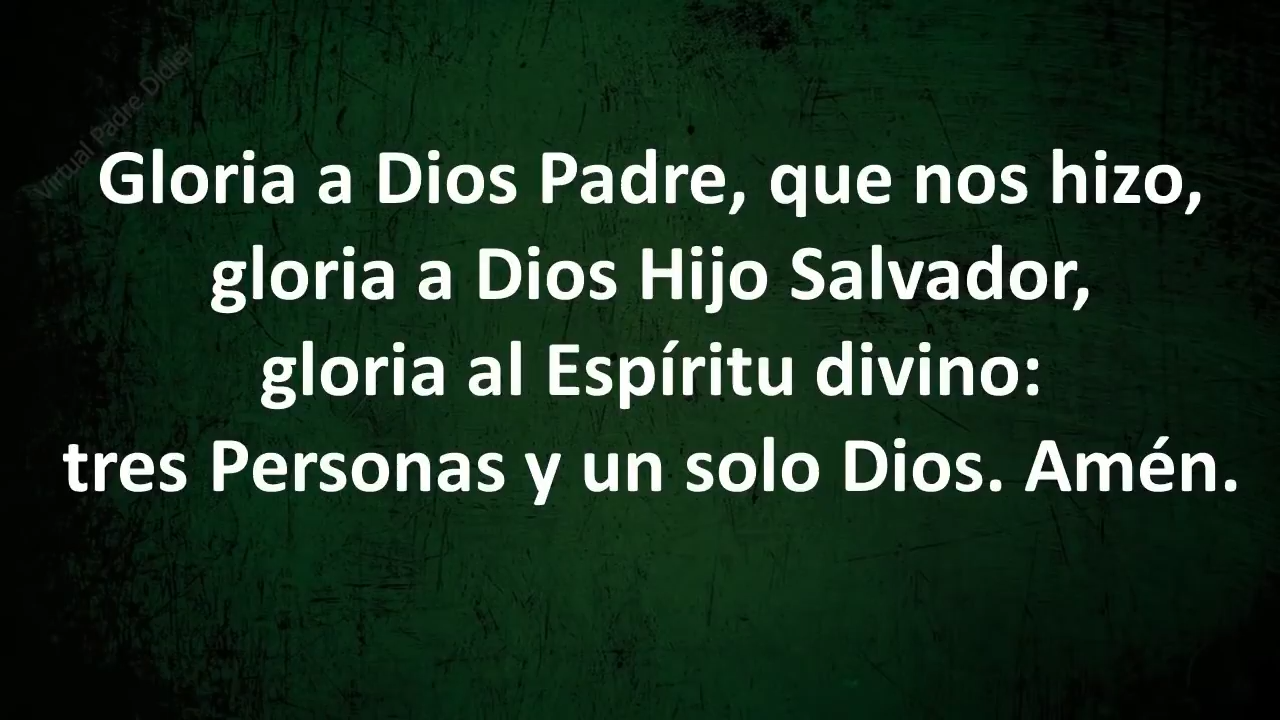 Virtual Padre Didier
Gloria a Dios Padre, que nos hizo,
gloria a Dios Hijo Salvador,
gloria al Espíritu divino:
tres Personas y un solo Dios. Amén.